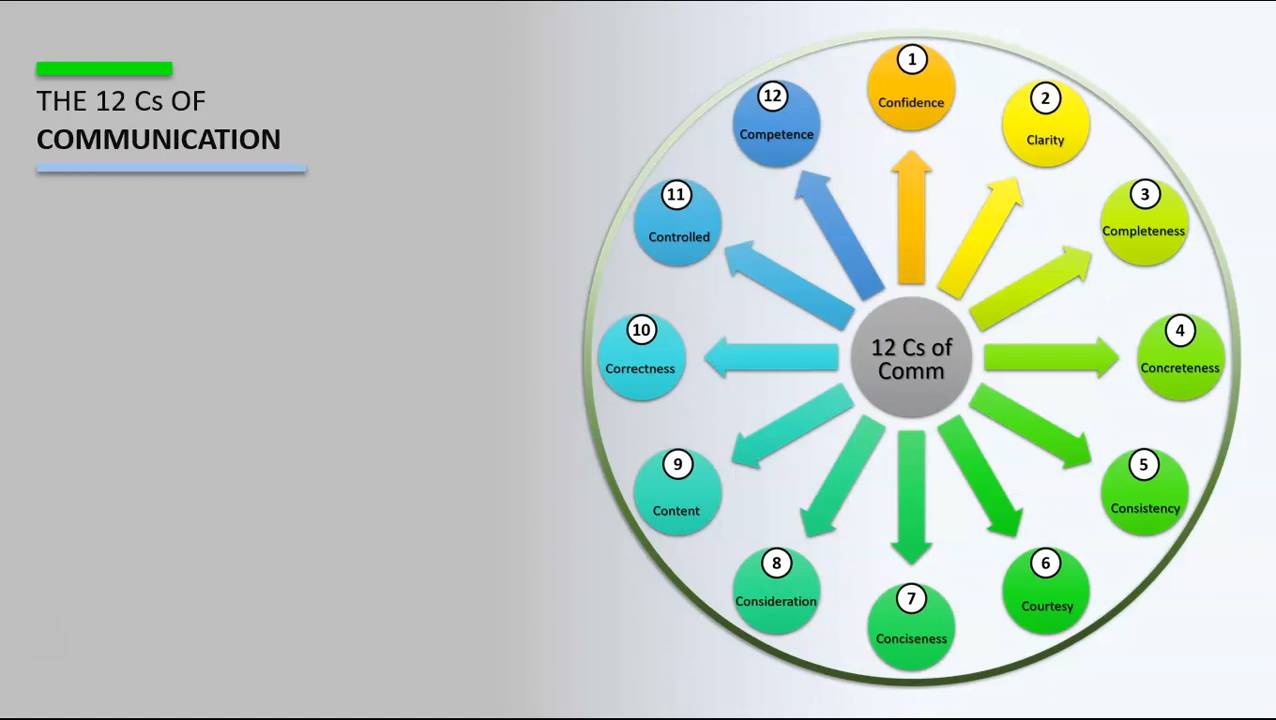 THE 12 Cs OF
COMMUNICATION
12 Cs of
Comm
1
Confidence
2
Clarity
3
Completeness
4
Concreteness
5
Consistency
6
Courtesy
7
Conciseness
8
Consideration
9
Content
10
Correctness
11
Controlled
12
Competence